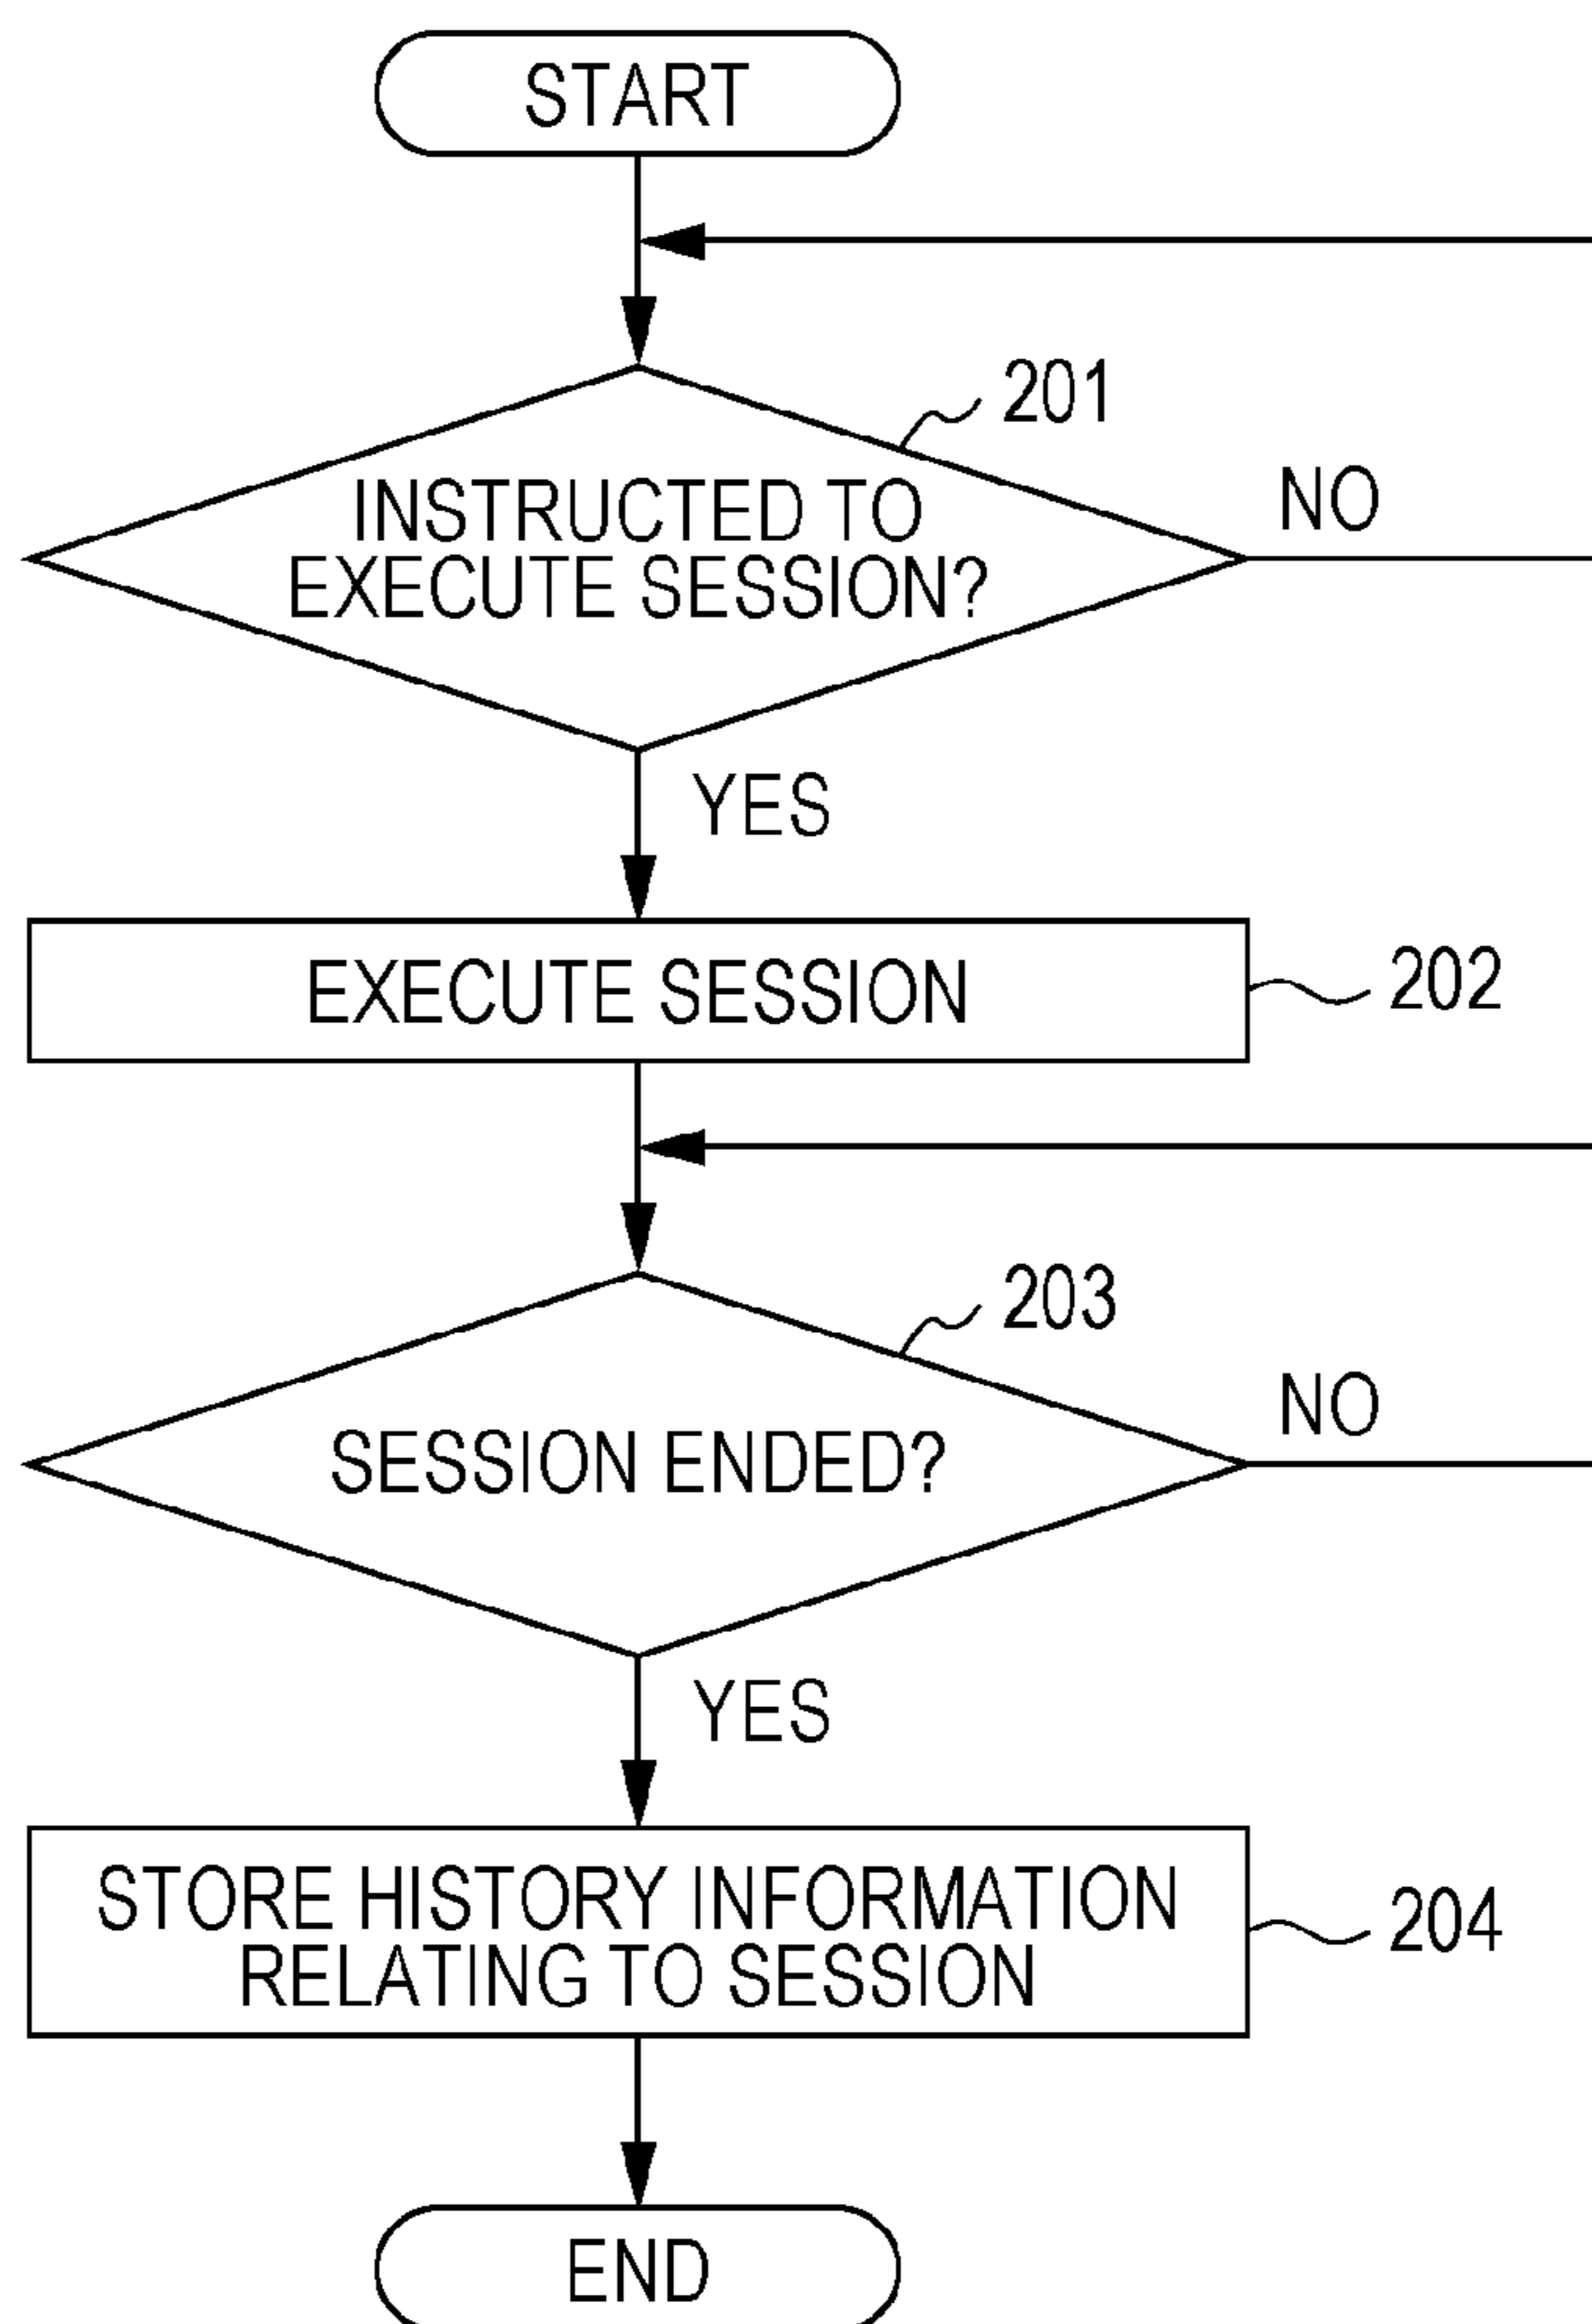 START
201
INSTRUCTED TO
EXECUTE SESSION?
NO
YES
EXECUTE SESSION
202
203
SESSION ENDED?
NO
YES
STORE HISTORY INFORMATION
RELATING TO SESSION
204
END